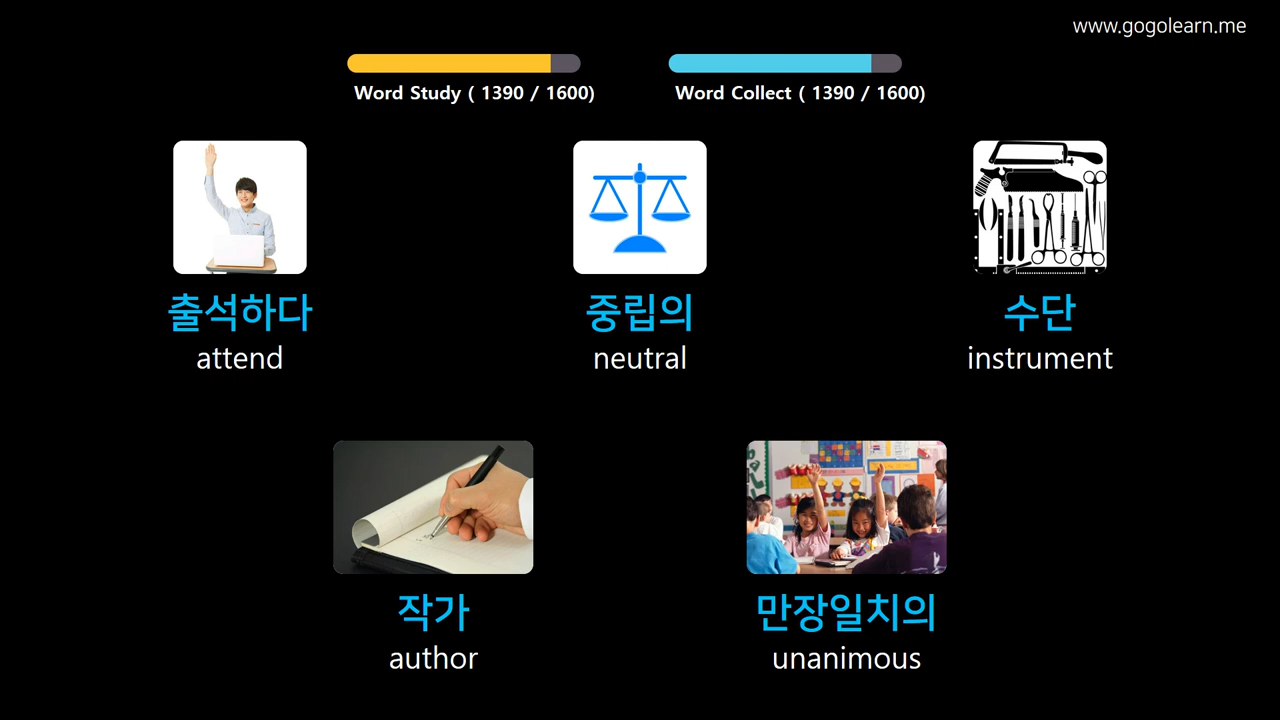 www.gogolearn.me
Word Study ( 1390 / 1600)
Word Collect ( 1390 / 1600)
출석하다
attend
중립의
neutral
수단
instrument
작가
author
만장일치의
unanimous